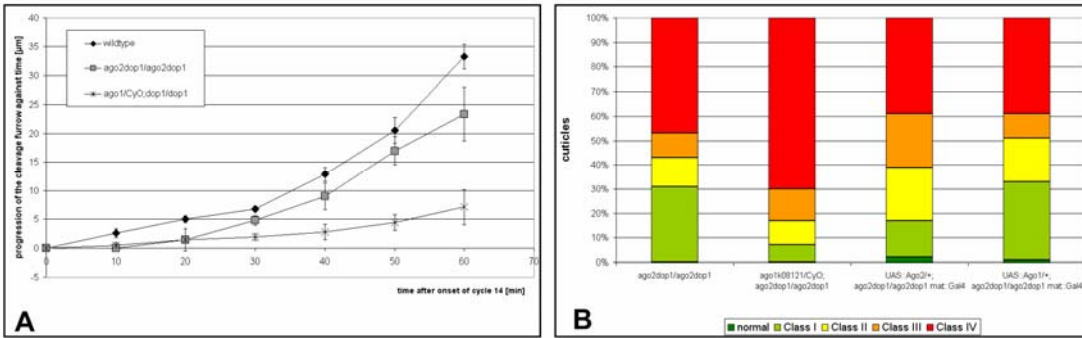 progression of the cleavage furrow against time [µm]
40
35
30
25
20
15
10
5
0
-5
wildtype
ago2dop1/ago2dop1
ago1/CyO;dop1/dop1
0 10 20 30 40 50 60 70
time after onset of cycle 14 [min]
A
cuticles
100%
90%
80%
70%
60%
50%
40%
30%
20%
10%
0%
ago2dop1/ago2dop1
ago1k08121/CyO;
ago2dop1/ago2dop1
UAS::Ago2/+;
ago2dop1/ago2dop1 mat::Gal4
UAS::Ago1/+;
ago2dop1/ago2dop1 mat::Gal4
normal Class I Class II Class III Class IV
B